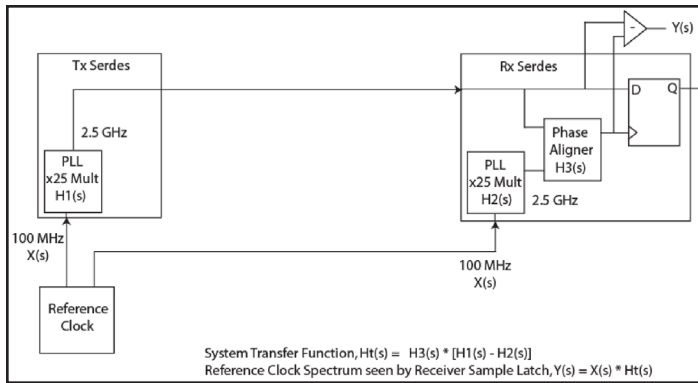 Y(s)
-
Tx Serdes
Rx Serdes
D
Q
2.5 GHz
Phase
Aligner
H3(s)
PLL
x25 Mult
H1(s)
PLL
x25 Mult
H2(s)
2.5 GHz
100 MHz
X(s)
100 MHz
X(s)
Reference
Clock
System Transfer Function, Ht(s) = H3(s) * [H1(s) - H2(s)]
Reference Clock Spectrum seen by Receiver Sample Latch, Y(s) = X(s) * Ht(s)